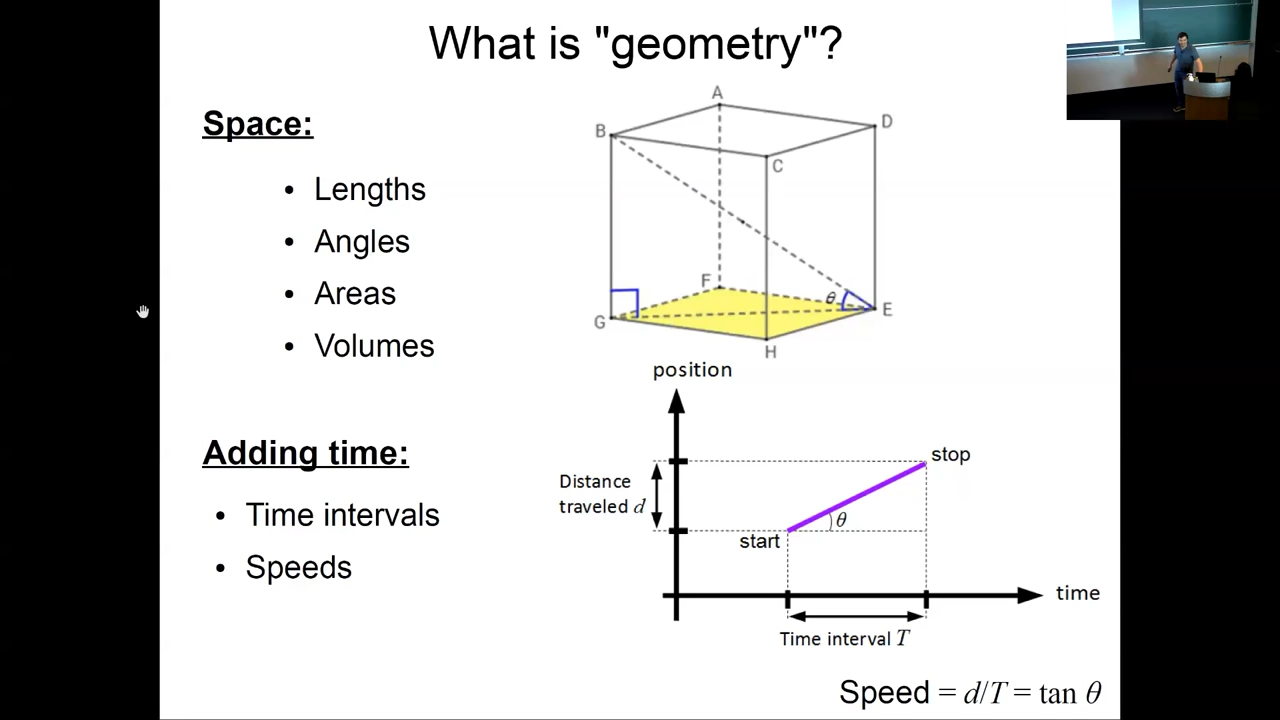 What is "geometry"?
Space:
• Lengths
• Angles
• Areas
• Volumes
A
B
D
C
F
θ
E
G
H
Adding time:
• Time intervals
• Speeds
position
stop
Distance
traveled d
θ
start
time
Time interval T
Speed = d/T = tan θ